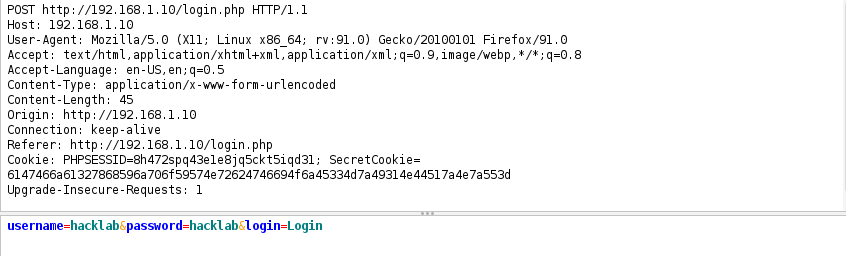 POST http://192.168.1.10/login.php HTTP/1.1
Host: 192.168.1.10
User-Agent: Mozilla/5.0 (X11; Linux x86_64; rv:91.0) Gecko/20100101 Firefox/91.0
Accept: text/html,application/xhtml+xml,application/xml;q=0.9,image/webp,*/*;q=0.8
Accept-Language: en-US,en;q=0.5
Content-Type: application/x-www-form-urlencoded
Content-Length: 45
Origin: http://192.168.1.10
Connection: keep-alive
Referer: http://192.168.1.10/login.php
Cookie: PHPSESSID=8h472spq43e1e8jq5ckt5iqd31; SecretCookie=
6147466a61327868596a706f59574e72624746694f6a45334d7a49314e44517a4e7a553d
Upgrade-Insecure-Requests: 1
username=hacklab&password=hacklab&login=Login